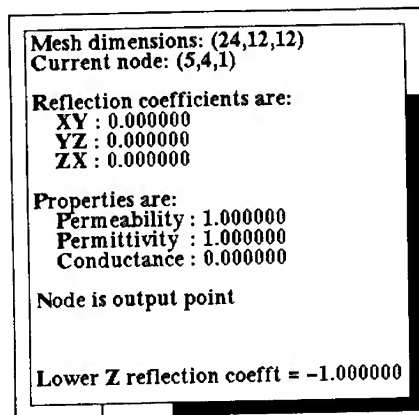 Mesh dimensions: (24,12,12)
Current node: (5,4,1)
Reflection coefficients are:
XY : 0.000000
YZ : 0.000000
ZX : 0.000000
Properties are:
Permeability : 1.000000
Permittivity : 1.000000
Conductance : 0.000000
Node is output point
Lower Z reflection coefft = −1.000000